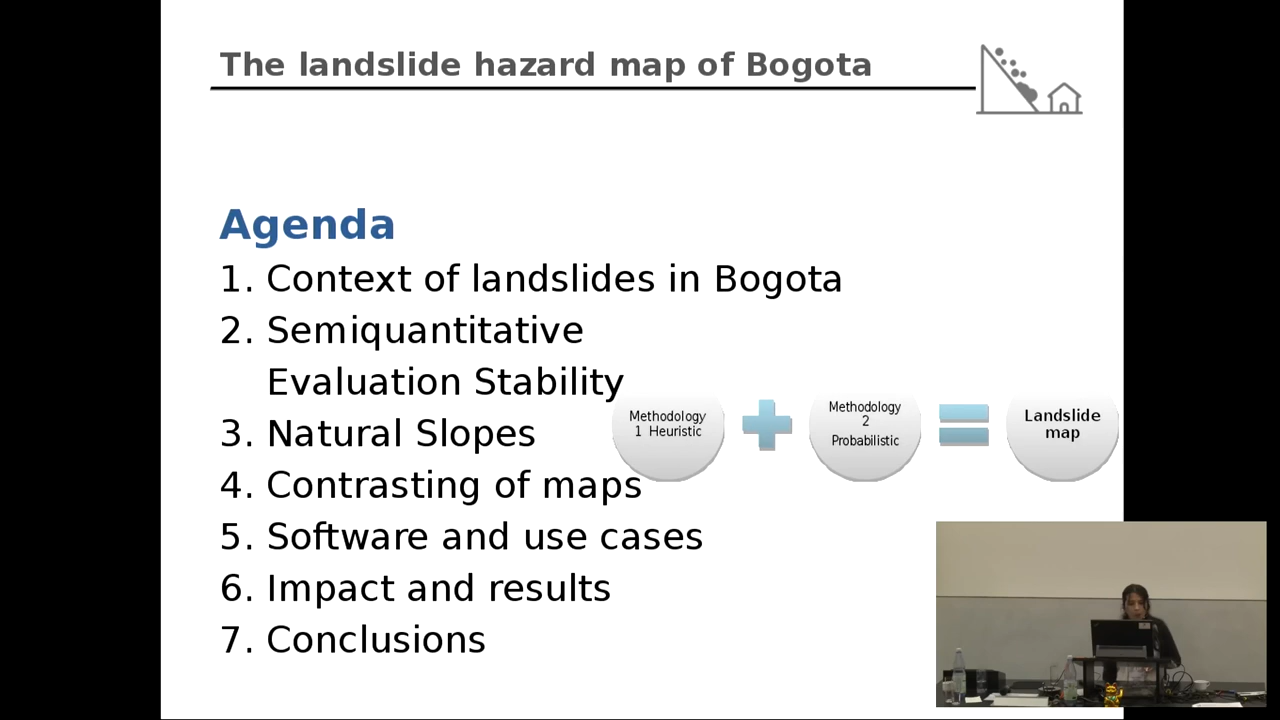 The landslide hazard map of Bogota
Agenda
1. Context of landslides in Bogota
2. Semiquantitative
Evaluation Stability
3. Natural Slopes
4. Contrasting of maps
5. Software and use cases
6. Impact and results
7. Conclusions
Methodology
1 Heuristic
Methodology
2
Probabilistic
Landslide
map